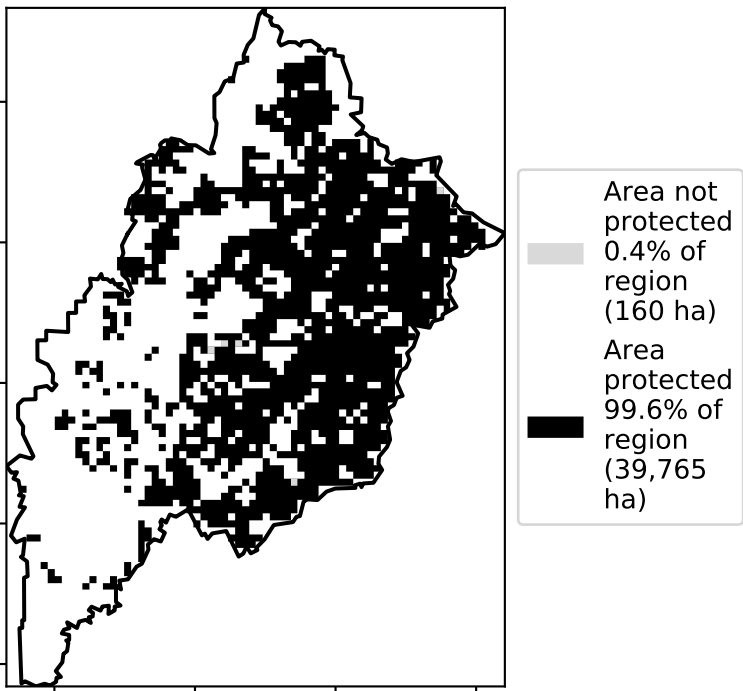 Area not
protected
0.4% of
region
(160 ha)
Area
protected
99.6% of
region
(39,765
ha)